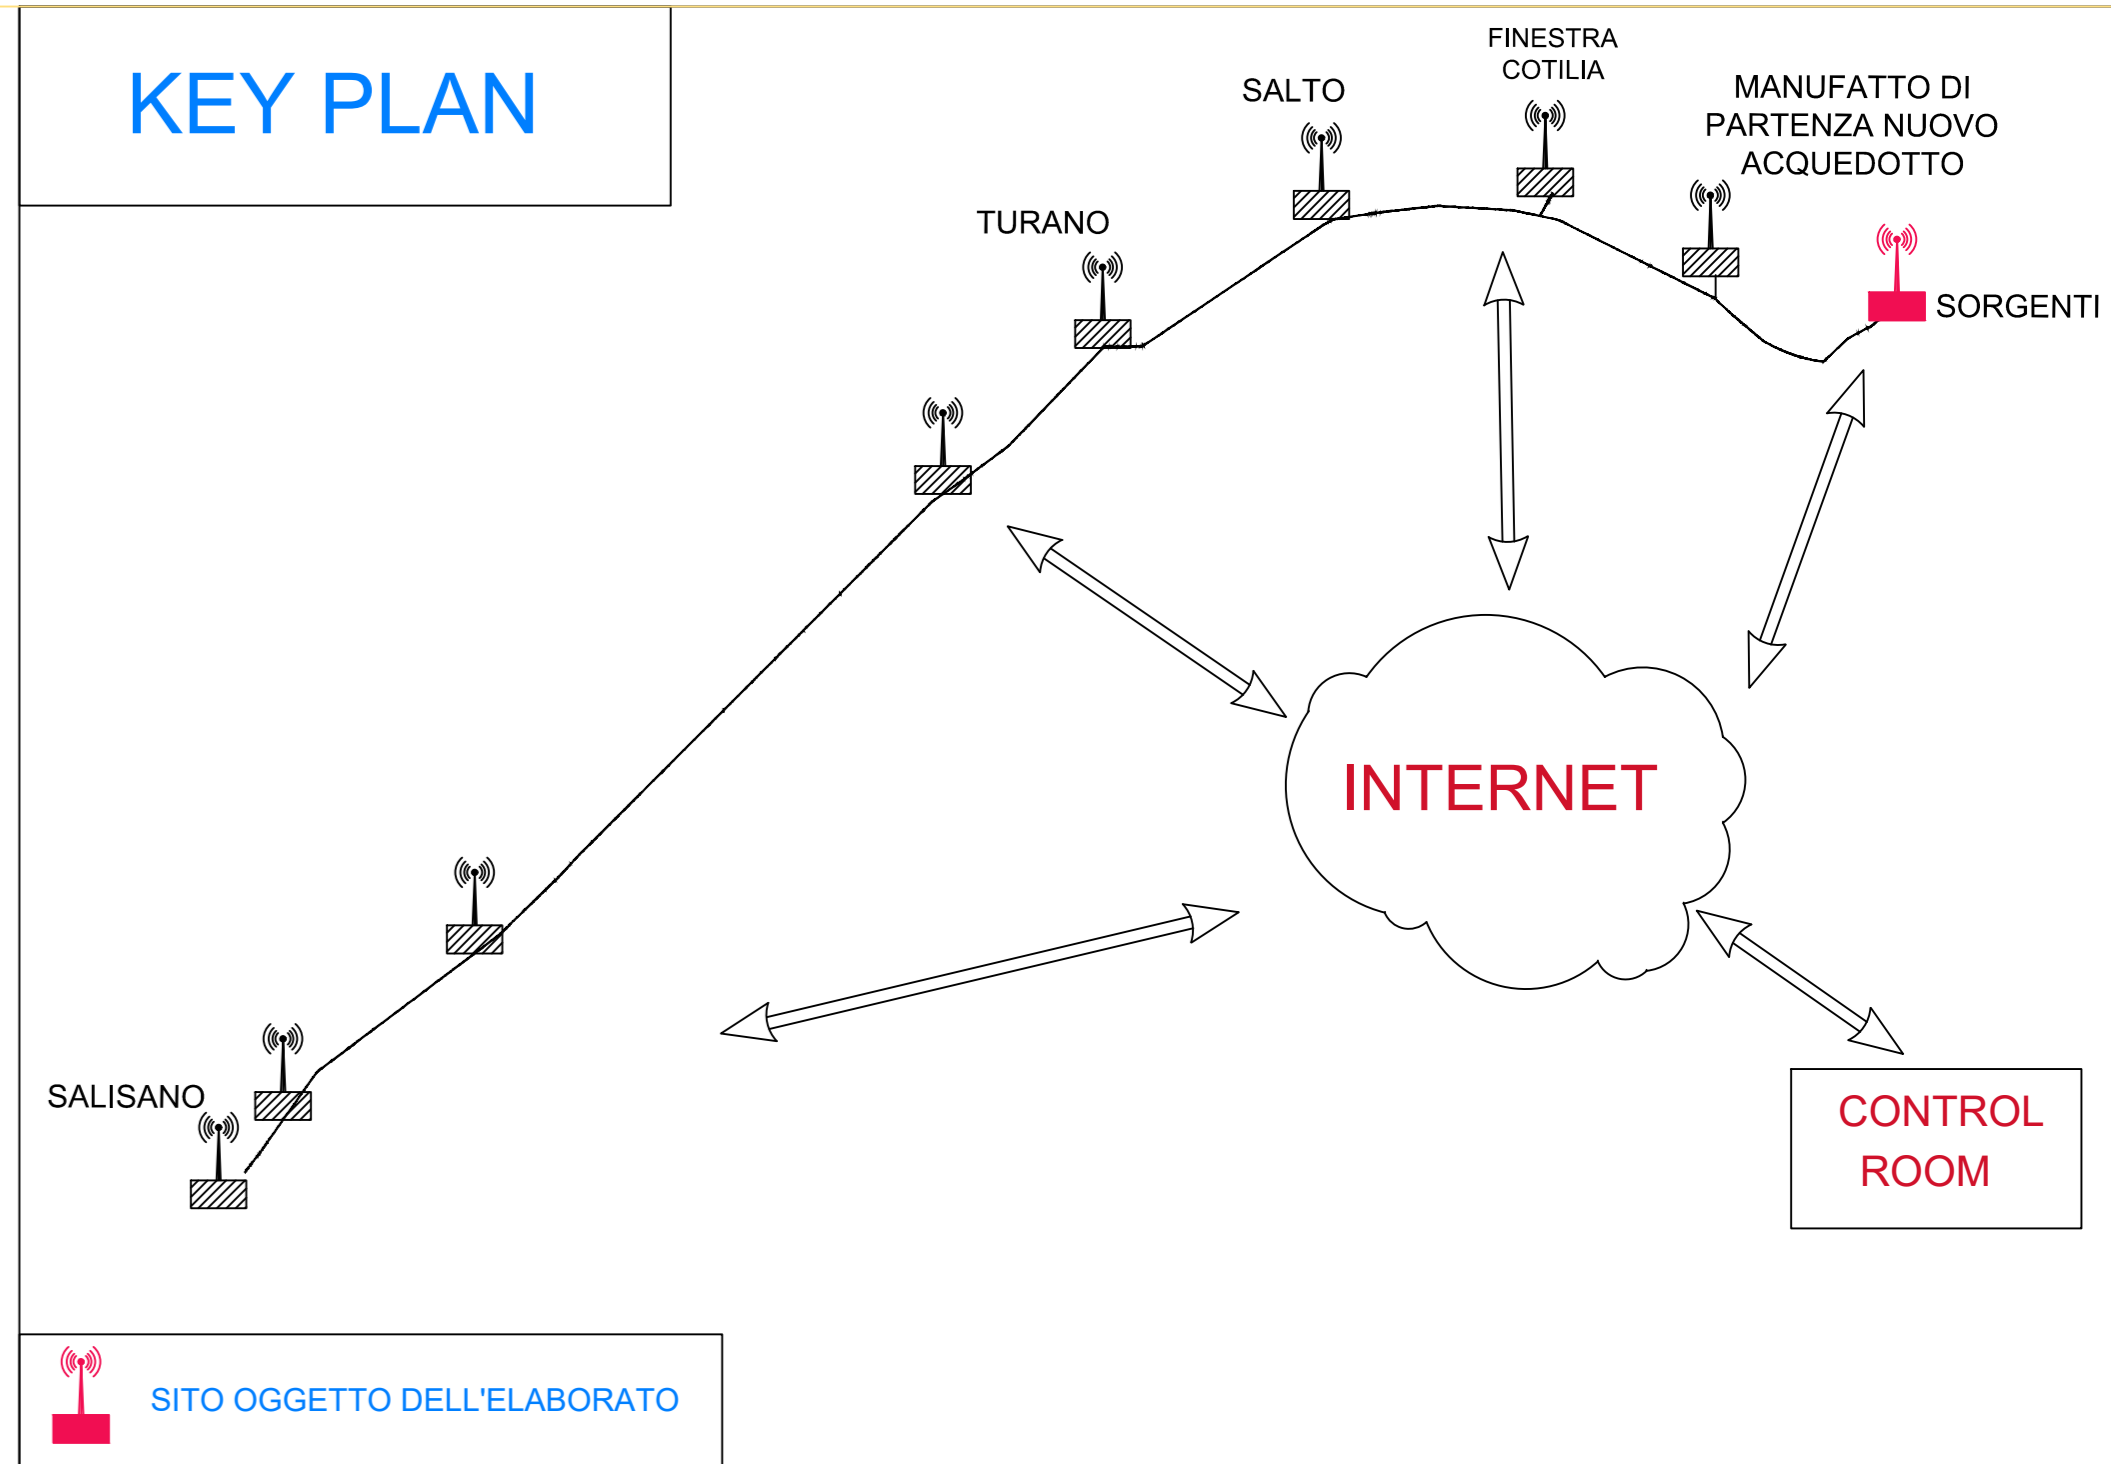 KEY PLAN
FINESTRA
COTILIA
SALTO
MANUFATTO DI
PARTENZA NUOVO
ACQUEDOTTO
TURANO
SORGENTI
INTERNET
SALISANO
CONTROL
ROOM
SITO OGGETTO DELL'ELABORATO